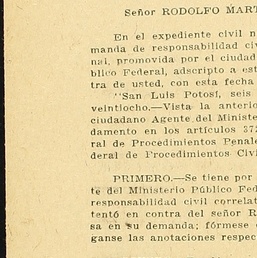 Señor RODOLFO MART
En el expediente civil n
manda de responsabilidad civ
nal, promovida por el ciudad
blico Federal, adscripto a est
tra de usted, con esta fecha
"San Luis Potosí, seis
veintiocho.—Vista la anterio
ciudadano Agente del Ministe
damento en los artículos 372
ral de Procedimientos Penale
deral de Procedimientos Civi
PRIMERO.—Se tiene por
te del Ministerio Público Fed
responsabilidad civil correlat
tentó en contra del señor R
sa en su demanda; fórmese e
ganse las anotaciones respec